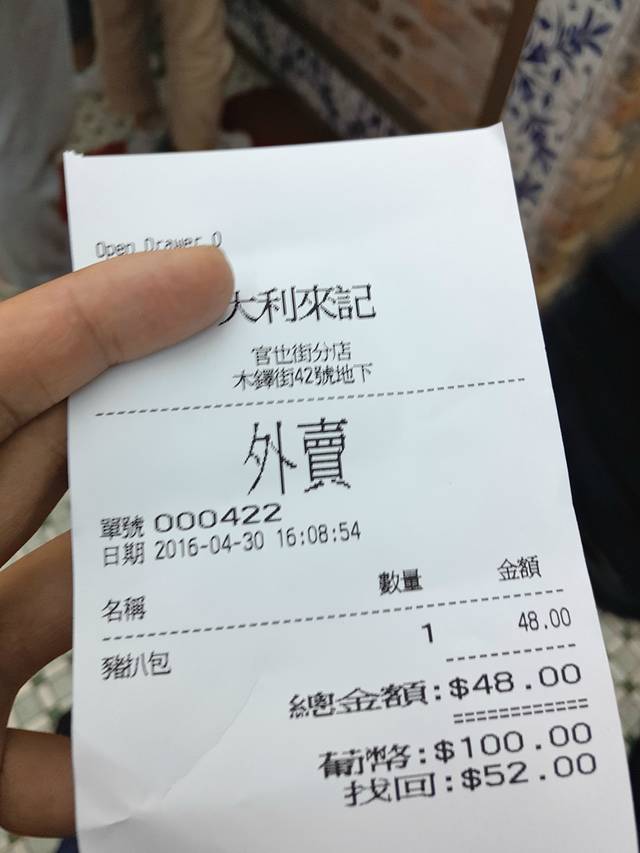 Open Drawer 0
大利來記
官也街分店
木鐸街42號地下
外賣
單號 000422
日期 2016-04-30 16:08:54
名稱 數量 金額
豬扒包 1 48.00
總金額:$48.00
葡幣:$100.00
找回:$52.00